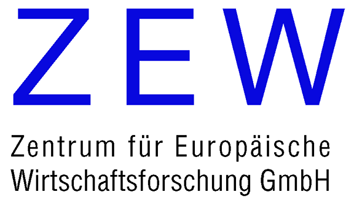 ZEW
Zentrum für Europäische
Wirtschaftsforschung GmbH